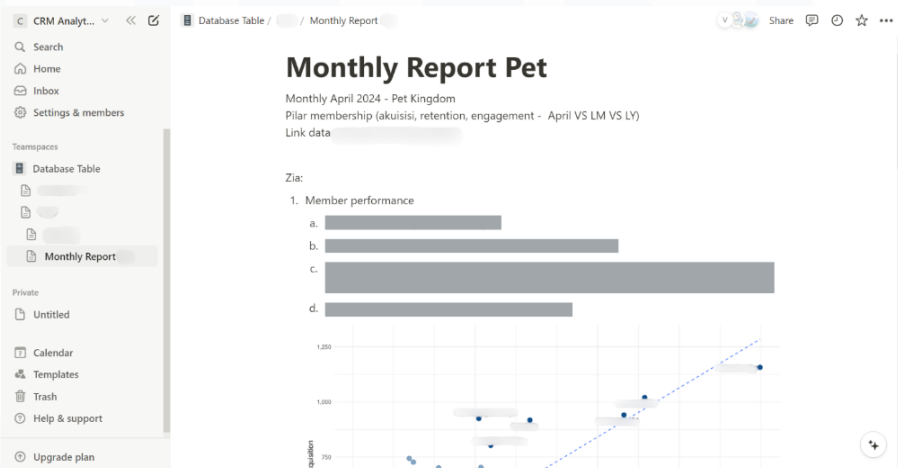 C CRM Analyt...
Search
Home
Inbox
Settings & members
Teamspaces
Database Table
Monthly Report
Private
Untitled
Calendar
Templates
Trash
Help & support
Upgrade plan
Database Table / / Monthly Report
V
Share
Monthly Report Pet
Monthly April 2024 - Pet Kingdom
Pilar membership (akuisisi, retention, engagement - April VS LM VS LY)
Link data
Zia:
1. Member performance
a.
b.
c.
d.
1,250
1,000
750